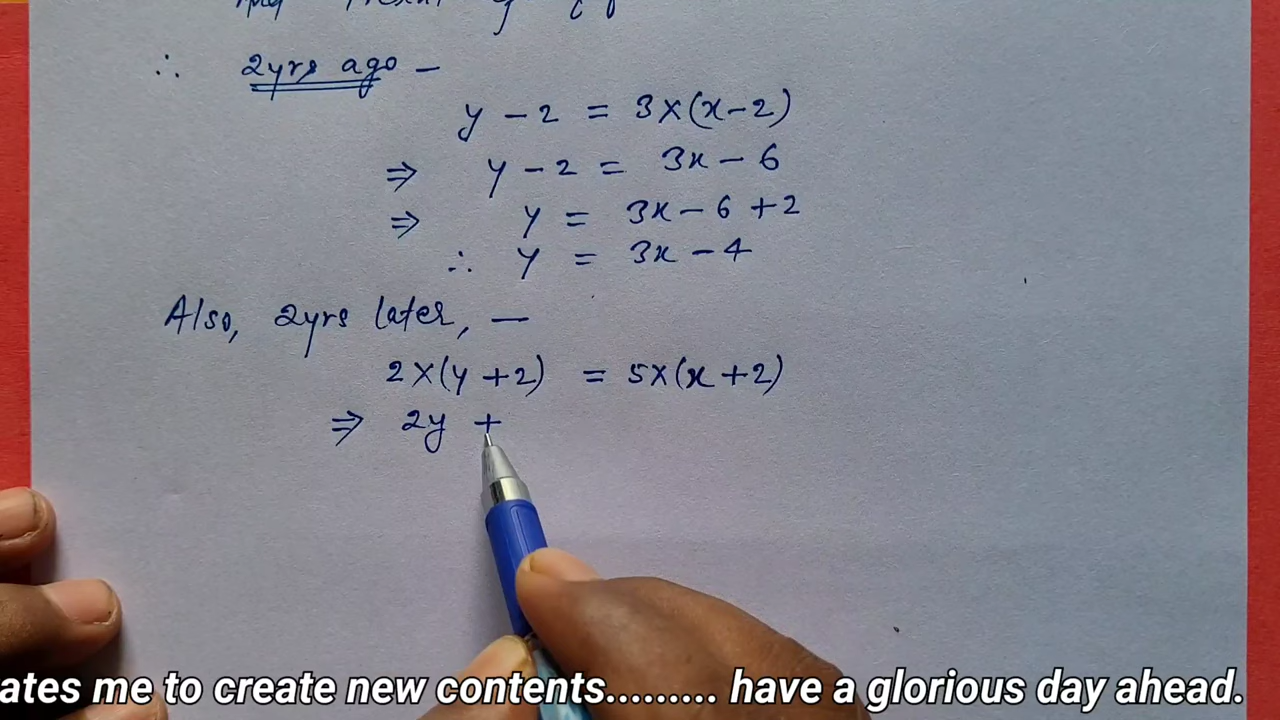 ∴ 2yrs ago –
y – 2 = 3×(x–2)
⇒ y – 2 = 3x – 6
⇒ y = 3x – 6 + 2
∴ y = 3x – 4
Also, 2yrs later, —
2×(y+2) = 5×(x+2)
⇒ 2y +
ates me to create new contents......... have a glorious day ahead.